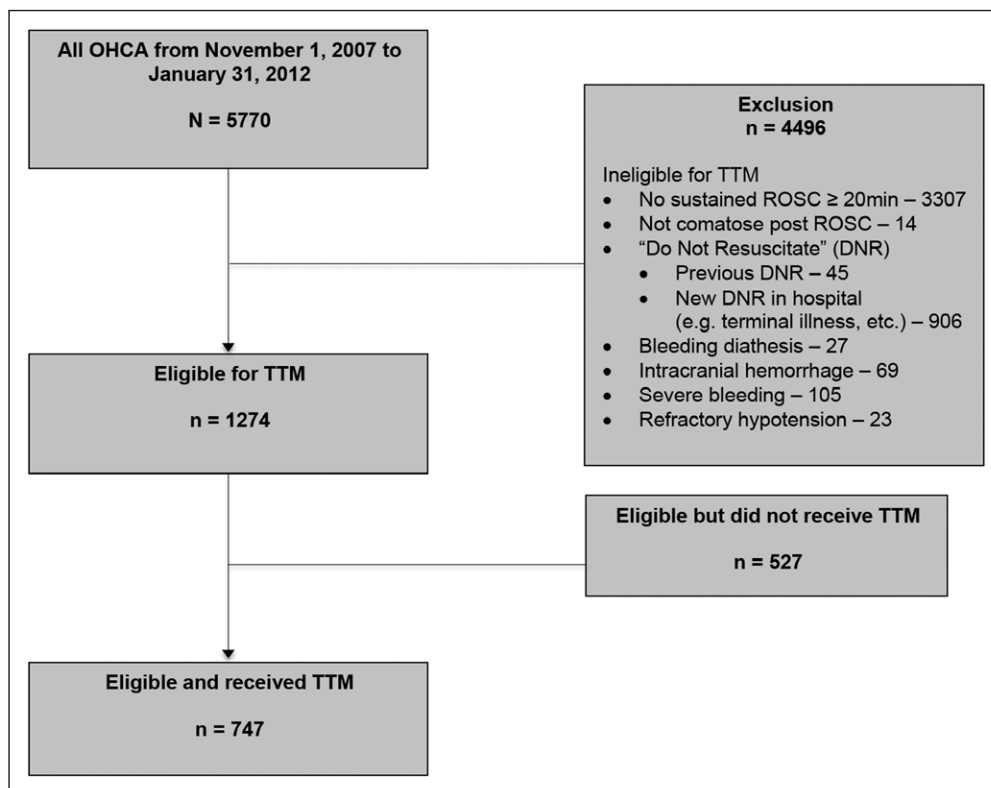 All OHCA from November 1, 2007 to
January 31, 2012
N = 5770
Exclusion
n = 4496
Ineligible for TTM
• No sustained ROSC ≥ 20min – 3307
• Not comatose post ROSC – 14
• “Do Not Resuscitate” (DNR)
• Previous DNR – 45
• New DNR in hospital
(e.g. terminal illness, etc.) – 906
• Bleeding diathesis – 27
• Intracranial hemorrhage – 69
• Severe bleeding – 105
• Refractory hypotension – 23
Eligible for TTM
n = 1274
Eligible but did not receive TTM
n = 527
Eligible and received TTM
n = 747